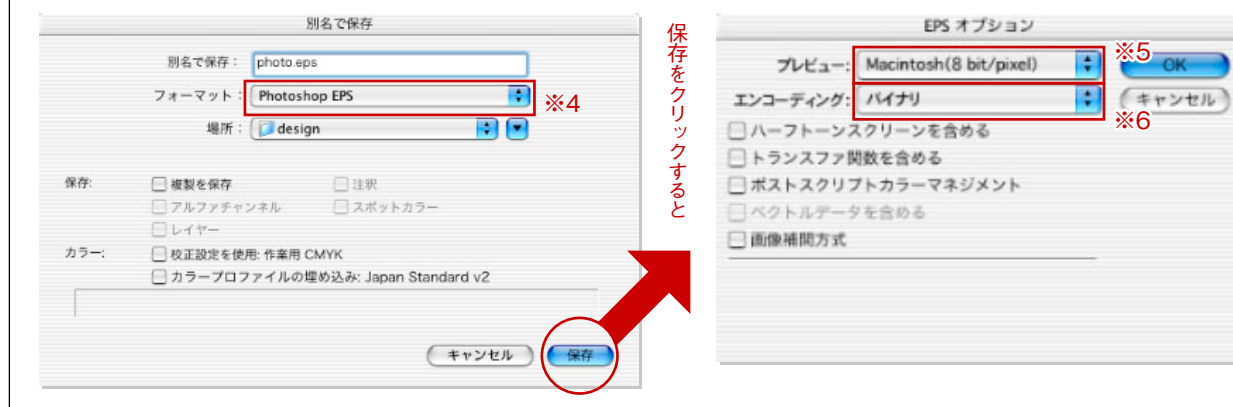 別名で保存
別名で保存： photo.eps
フォーマット： Photoshop EPS
※4
場所： design
保存:
複製を保存
注釈
アルファチャンネル
スポットカラー
レイヤー
カラー:
校正設定を使用: 作業用 CMYK
カラープロファイルの埋め込み: Japan Standard v2
キャンセル
保存
保存をクリックすると
EPS オプション
プレビュー: Macintosh(8 bit/pixel)
※5
OK
エンコーディング: バイナリ
※6
キャンセル
ハーフトーンスクリーンを含める
トランスファ関数を含める
ポストスクリプトカラーマネジメント
ベクトルデータを含める
画像補間方式